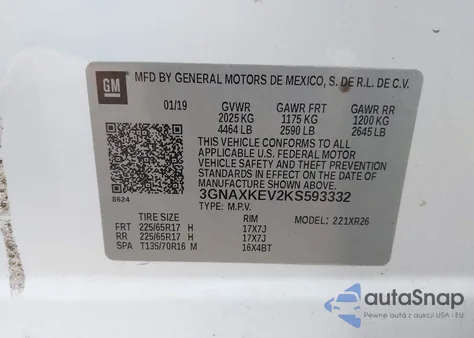 GM
MFD BY GENERAL MOTORS DE MEXICO, S. DE R.L. DE C.V.
01/19 GVWR GAWR FRT GAWR RR
2025 KG 1175 KG 1200 KG
4464 LB 2590 LB 2645 LB
THIS VEHICLE CONFORMS TO ALL
APPLICABLE U.S. FEDERAL MOTOR
VEHICLE SAFETY AND THEFT
PREVENTION STANDARDS IN EFFECT
ON THE DATE OF MANUFACTURE
SHOWN ABOVE.
8624
3GNAXKEV2KS593332
TYPE: M.P.V. MODEL: 221XR26
TIRE SIZE RIM
FRT 225/65R17 H 17X7J
RR 225/65R17 H 17X7J
SPA T135/70R16 M 16X4BT
autoSnap
Pewne auta z aukcji USA i EU